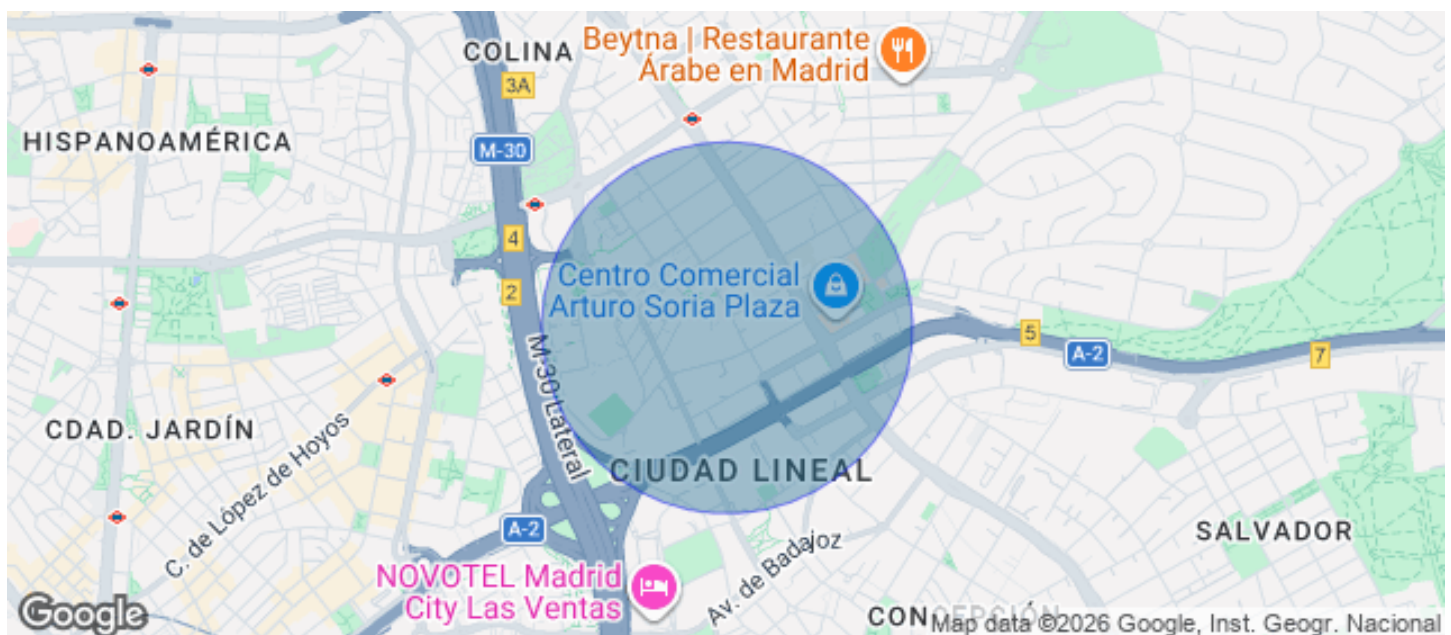 COLINA
Beytna | Restaurante
Árabe en Madrid
3A
HISPANOAMÉRICA
M-30
4
2
Centro Comercial
Arturo Soria Plaza
5
A-2
7
M-30 Lateral
CDAD. JARDÍN
C. de López de Hoyos
CIUDAD LINEAL
A-2
SALVADOR
NOVOTEL Madrid
City Las Ventas
Av. de Badajoz
CONCEPCIÓN
Google
Map data ©2026 Google, Inst. Geogr. Nacional